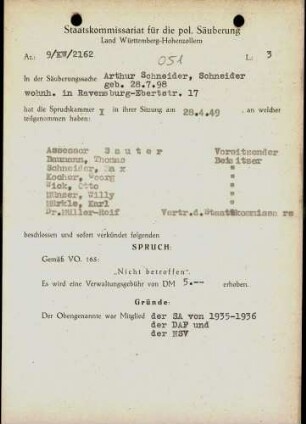 Staatskommissariat für die pol. Säuberung
Land Württemberg-Hohenzollern
Az.: 9/KW/2162
051
L: 3
In der Säuberungssache Arthur Schneider, Schneider
geb. 28.7.98
wohnh. in Ravensburg-Ebertstr. 17
hat die Spruchkammer I in ihrer Sitzung am 28.4.49, an welcher
teilgenommen haben:
Assessor Sauter Vorsitzender
Baumann, Thomas Beisitzer
Schneider, Max "
Kocher, Georg "
Wick, Otto "
Münser, Willy "
Märkle, Karl "
Dr.Müller-Reif Vertr.d.Staatskommissars
beschlossen und sofort verkündet folgenden
SPRUCH:
Gemäß VO. 165:
„Nicht betroffen".
Es wird eine Verwaltungsgebühr von DM 5.-- erhoben.
Gründe:
Der Obengenannte war Mitglied der SA von 1935-1936
der DAF und
der NSV